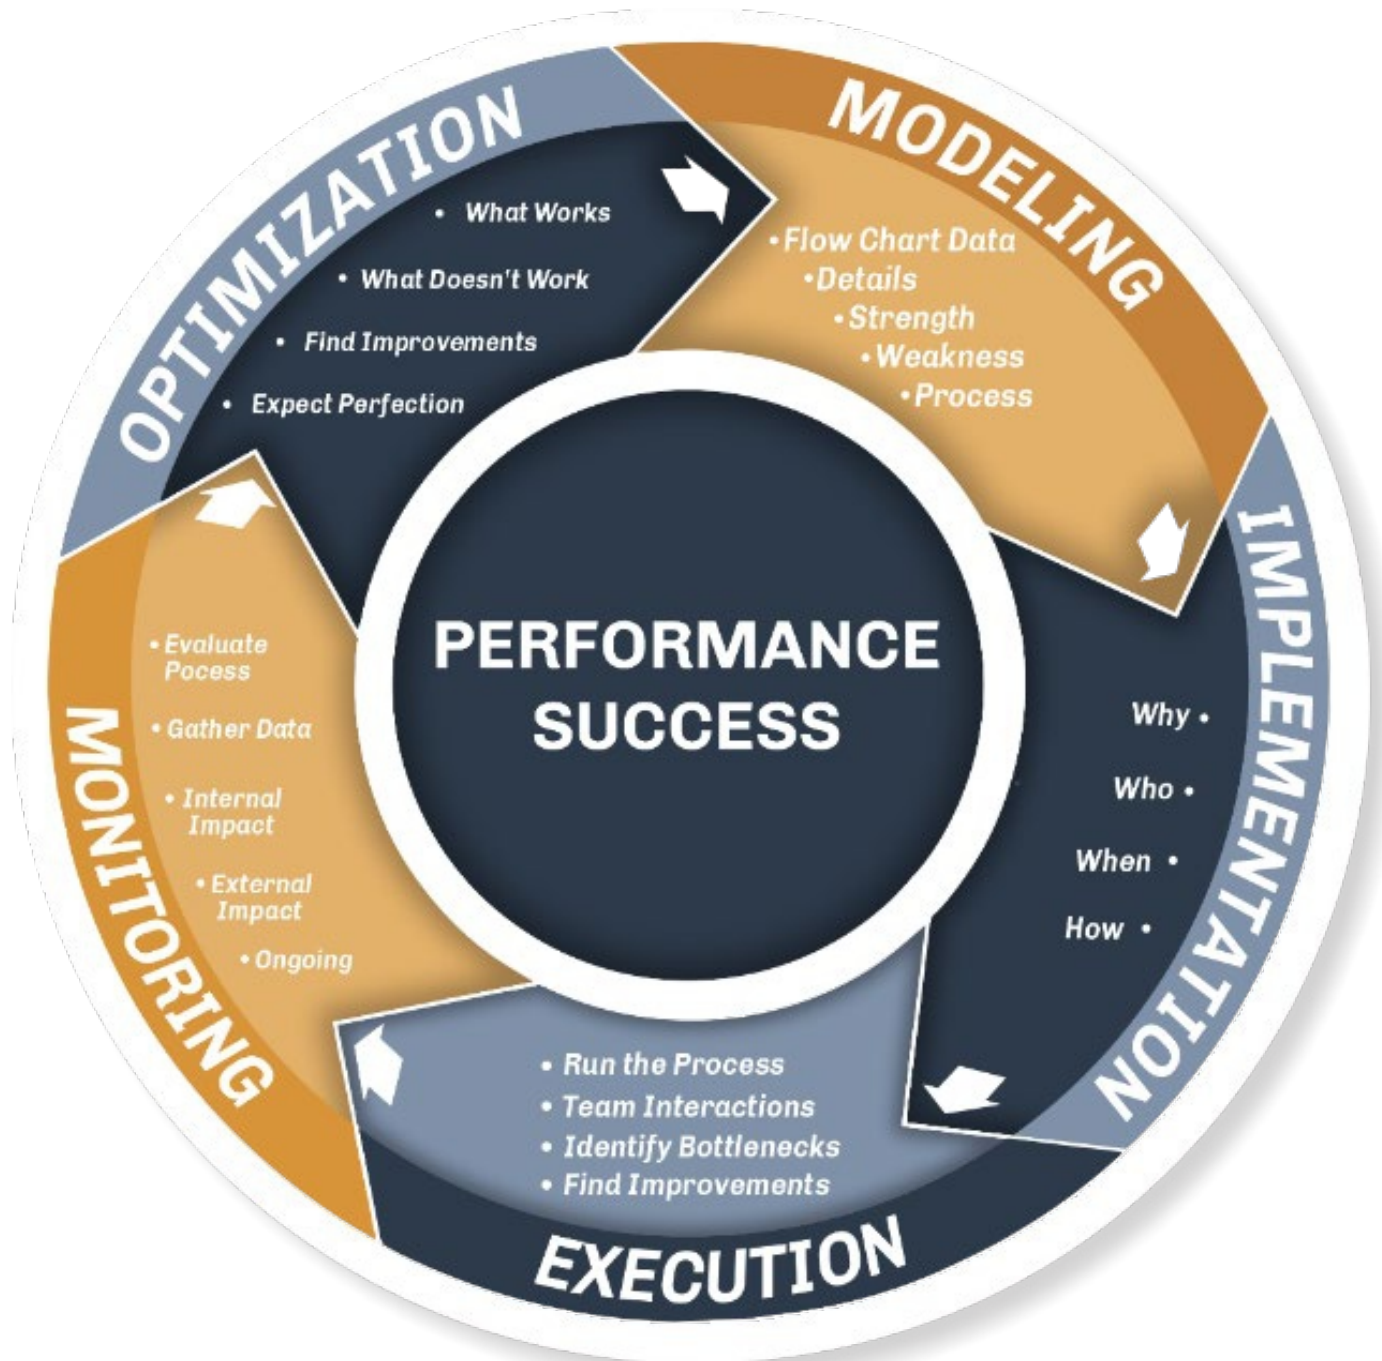 PERFORMANCE
SUCCESS
MODELING
•Flow Chart Data
•Details
•Strength
•Weakness
•Process
IMPLEMENTATION
Why •
Who •
When •
How •
EXECUTION
• Run the Process
• Team Interactions
• Identify Bottlenecks
• Find Improvements
MONITORING
• Evaluate
Pocess
• Gather Data
• Internal
Impact
• External
Impact
• Ongoing
OPTIMIZATION
• What Works
• What Doesn't Work
• Find Improvements
• Expect Perfection